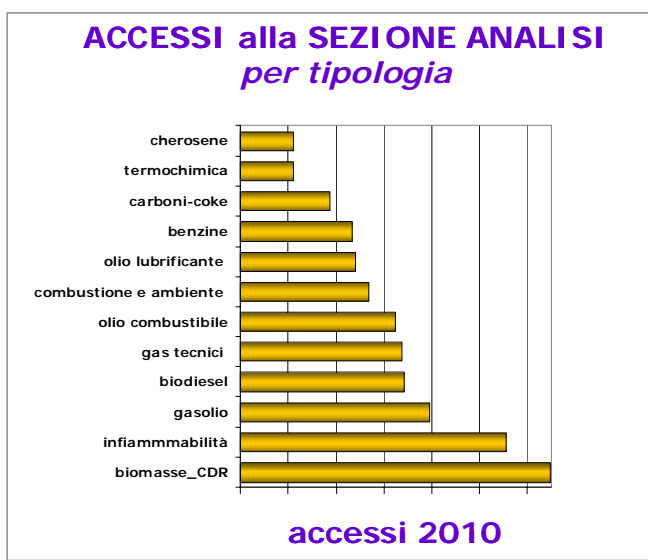 ACCESSI alla SEZIONE ANALISI
per tipologia
cherosene
termochimica
carboni-coke
benzine
olio lubrificante
combustione e ambiente
olio combustibile
gas tecnici
biodiesel
gasolio
infiammmabilità
biomasse_CDR
accessi 2010